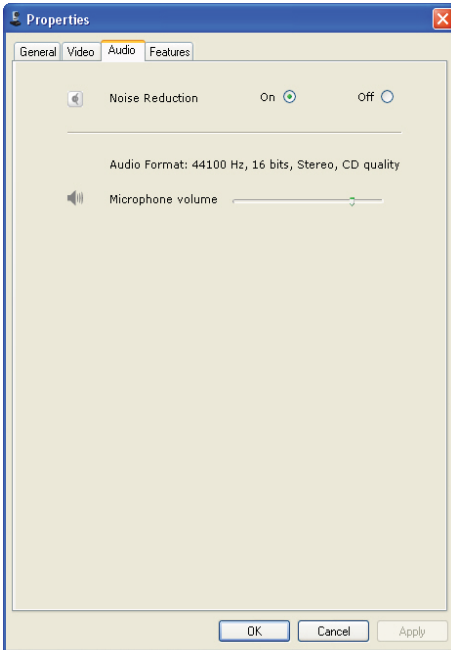 Properties
General Video Audio Features
Noise Reduction On Off
Audio Format: 44100 Hz, 16 bits, Stereo, CD quality
Microphone volume
OK Cancel Apply